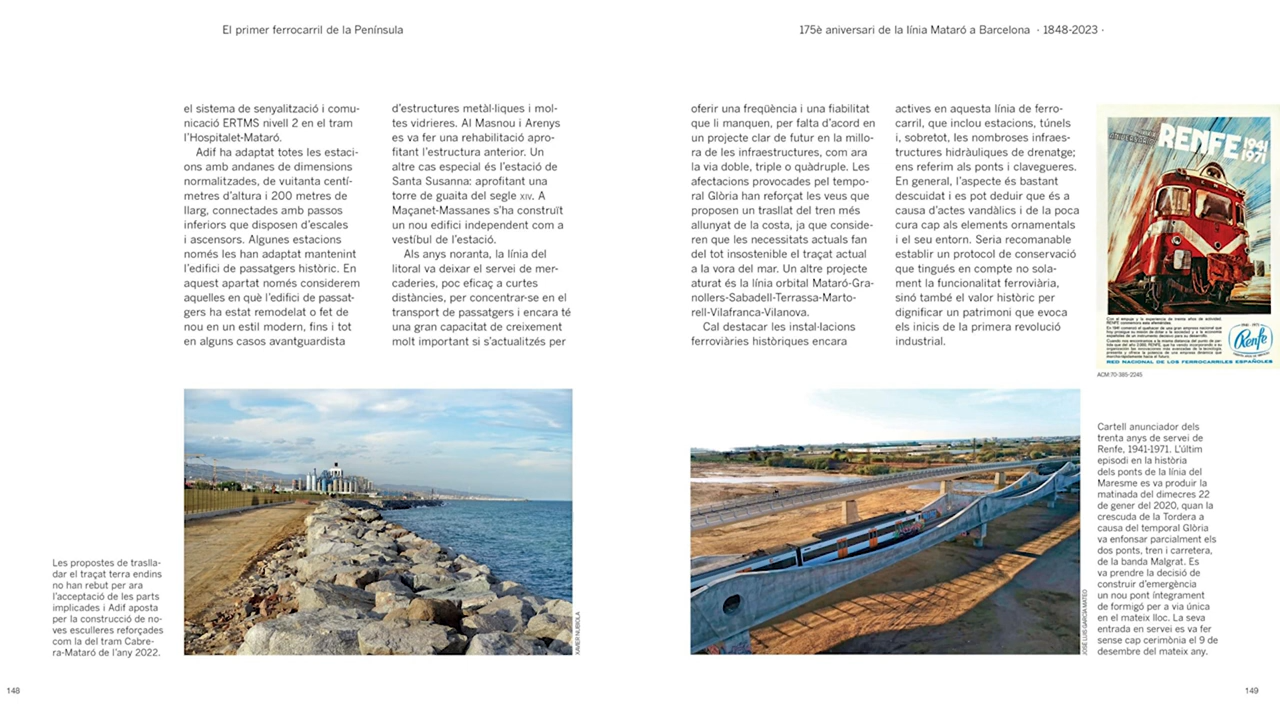 El primer ferrocarril de la Península
el sistema de senyalització i comu-
nicació ERTMS nivell 2 en el tram
l’Hospitalet-Mataró.
Adif ha adaptat totes les estaci-
ons amb andanes de dimensions
normalitzades, de vuitanta centí-
metres d’altura i 200 metres de
llarg, connectades amb passos
inferiors que disposen d’escales
i ascensors. Algunes estacions
només les han adaptat mantenint
l’edifici de passatgers històric. En
aquest apartat només considerem
aquelles en què l’edifici de passat-
gers ha estat remodelat o fet de
nou en un estil modern, fins i tot
en alguns casos avantguardista
d’estructures metàl·liques i mol-
tes vidrieres. Al Masnou i Arenys
es va fer una rehabilitació apro-
fitant l’estructura anterior. Un
altre cas especial és l’estació de
Santa Susanna: aprofitant una
torre de guaita del segle XIV. A
Maçanet-Massanes s’ha construït
un nou edifici independent com a
vestíbul de l’estació.
Als anys noranta, la línia del
litoral va deixar el servei de mer-
caderies, poc eficaç a curtes
distàncies, per concentrar-se en el
transport de passatgers i encara té
una gran capacitat de creixement
molt important si s’actualitzés per
Les propostes de traslla-
dar el traçat terra endins
no han rebut per ara
l’acceptació de les parts
implicades i Adif aposta
per la construcció de no-
ves esculleres reforçades
com la del tram Cabre-
ra-Mataró de l’any 2022.
XAVIER NUBIOLA
148
175è aniversari de la línia Mataró a Barcelona · 1848-2023 ·
oferir una freqüència i una fiabilitat
que li manquen, per falta d’acord en
un projecte clar de futur en la millo-
ra de les infraestructures, com ara
la via doble, triple o quàdruple. Les
afectacions provocades pel tempo-
ral Glòria han reforçat les veus que
proposen un trasllat del tren més
allunyat de la costa, ja que conside-
ren que les necessitats actuals fan
del tot insostenible el traçat actual
a la vora del mar. Un altre projecte
aturat és la línia orbital Mataró-Gra-
nollers-Sabadell-Terrassa-Marto-
rell-Vilafranca-Vilanova.
Cal destacar les instal·lacions
ferroviàries històriques encara
actives en aquesta línia de ferro-
carril, que inclou estacions, túnels
i, sobretot, les nombroses infraes-
tructures hidràuliques de drenatge;
ens referim als ponts i clavegueres.
En general, l’aspecte és bastant
descuidat i es pot deduir que és a
causa d’actes vandàlics i de la poca
cura cap als elements ornamentals
i el seu entorn. Seria recomanable
establir un protocol de conservació
que tingués en compte no sola-
ment la funcionalitat ferroviària,
sinó també el valor històric per
dignificar un patrimoni que evoca
els inicis de la primera revolució
industrial.
ANIVERSARIO
RENFE 1941
1971
Renfe
RED NACIONAL DE LOS FERROCARRILES ESPAÑOLES
ACM:70-385-2245
Cartell anunciador dels
trenta anys de servei de
Renfe, 1941-1971. L’últim
episodi en la història
dels ponts de la línia del
Maresme es va produir la
matinada del dimecres 22
de gener del 2020, quan la
crescuda de la Tordera a
causa del temporal Glòria
va enfonsar parcialment els
dos ponts, tren i carretera,
de la banda Malgrat. Es
va prendre la decisió de
construir d’emergència
un nou pont íntegrament
de formigó per a via única
en el mateix lloc. La seva
entrada en servei es va fer
sense cap cerimònia el 9 de
desembre del mateix any.
JOSÉ LUIS GARCÍA MATEO
149